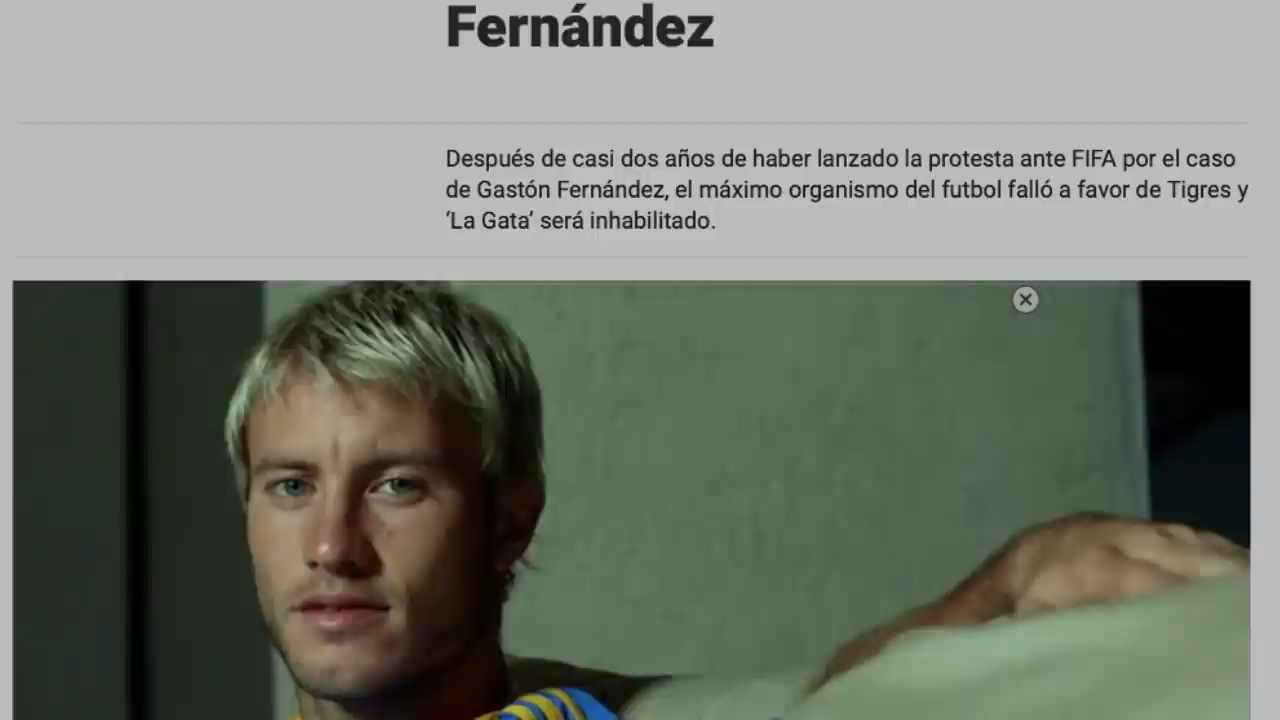 Fernández
Después de casi dos años de haber lanzado la protesta ante FIFA por el caso
de Gastón Fernández, el máximo organismo del futbol falló a favor de Tigres y
‘La Gata’ será inhabilitado.